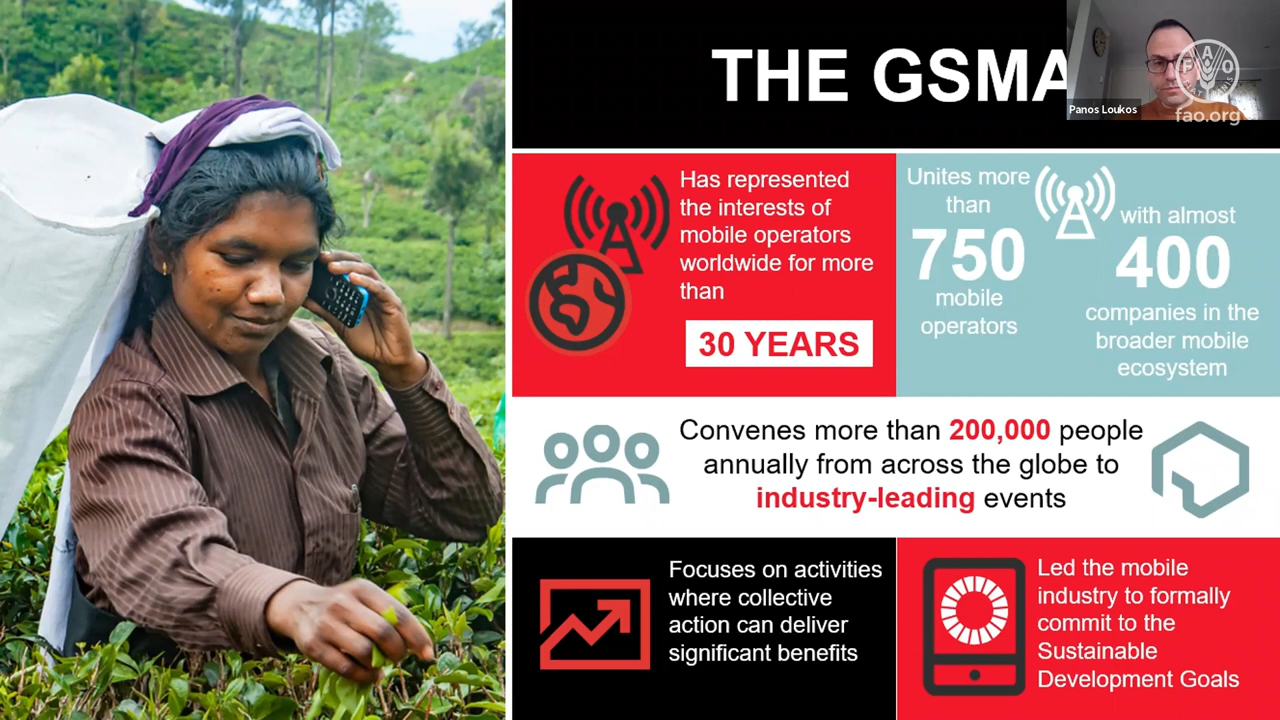 THE GSMA
Panos Loukos
F A O
fao.org
Has represented
the interests of
mobile operators
worldwide for more
than
30 YEARS
Unites more
than
750
mobile
operators
with almost
400
companies in the
broader mobile
ecosystem
Convenes more than 200,000 people
annually from across the globe to
industry-leading events
Focuses on activities
where collective
action can deliver
significant benefits
Led the mobile
industry to formally
commit to the
Sustainable
Development Goals